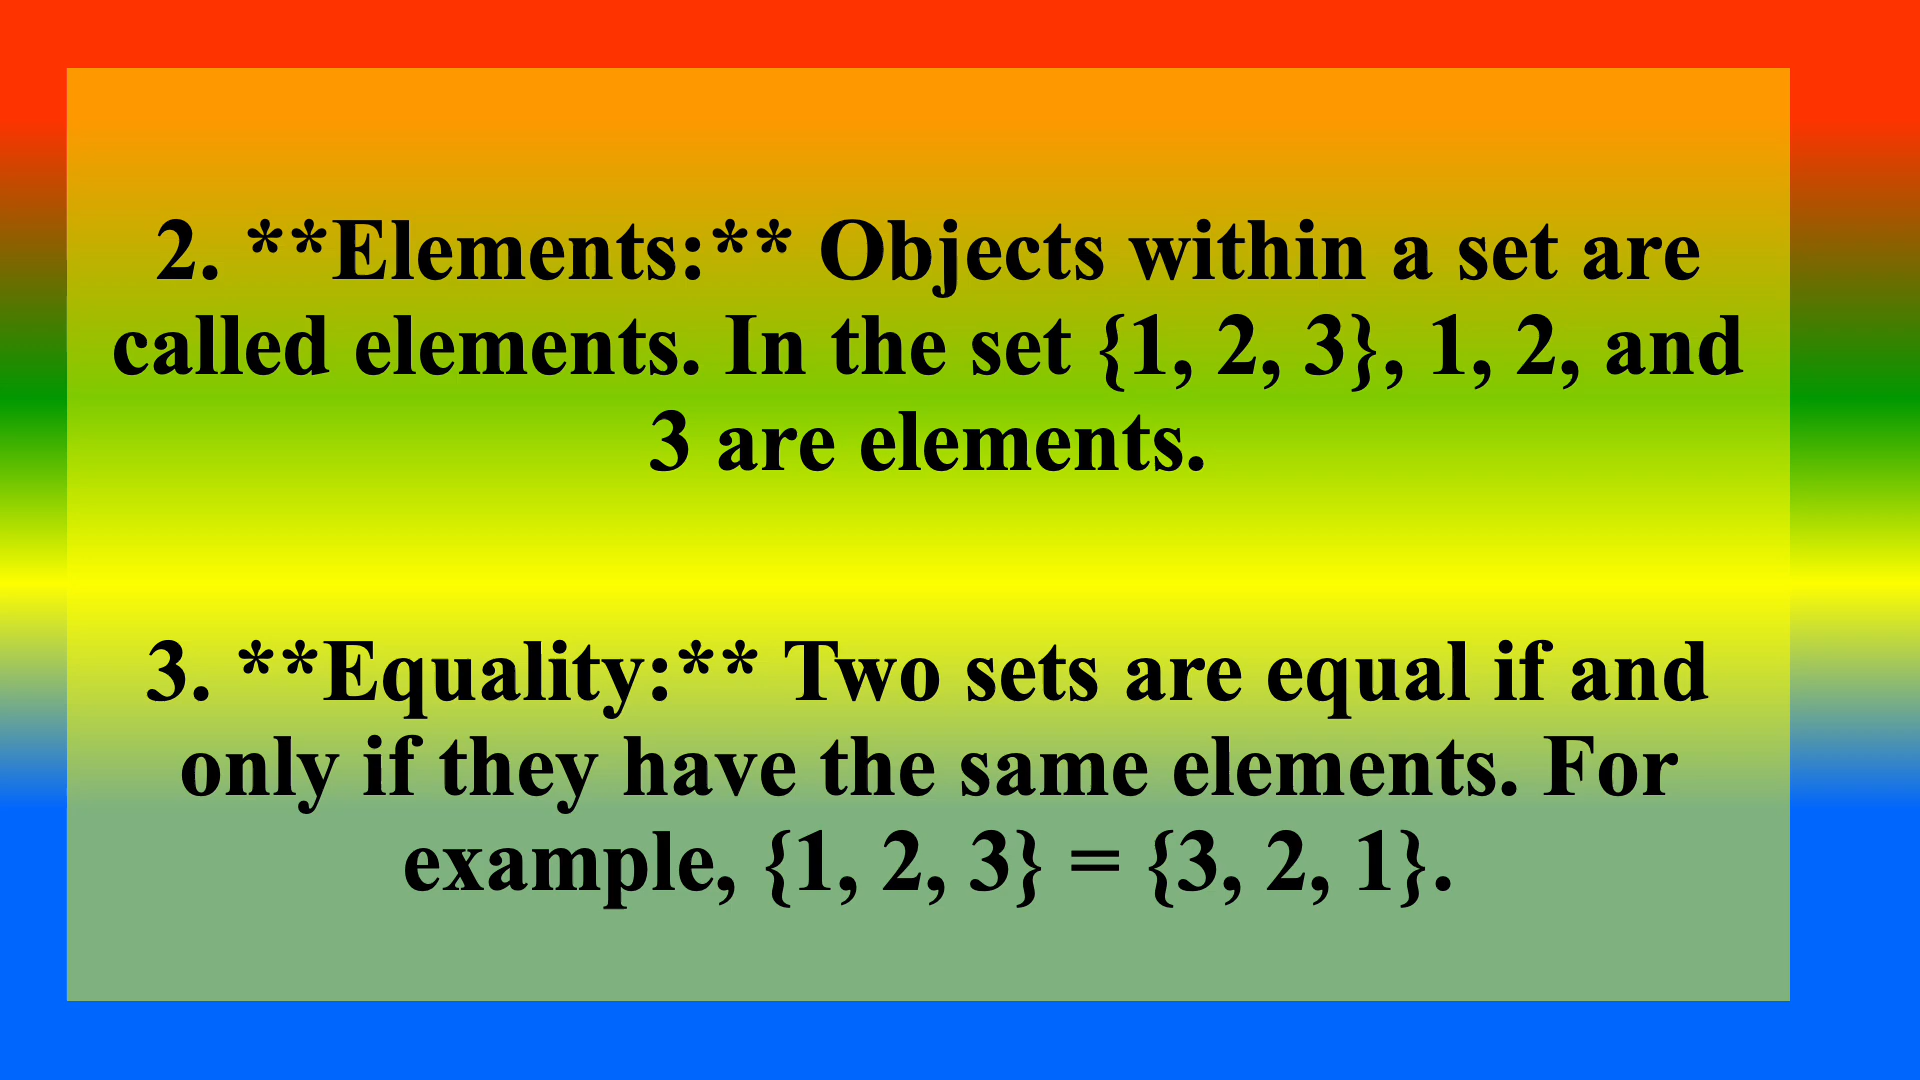 2. **Elements:** Objects within a set are
called elements. In the set {1, 2, 3}, 1, 2, and
3 are elements.
3. **Equality:** Two sets are equal if and
only if they have the same elements. For
example, {1, 2, 3} = {3, 2, 1}.